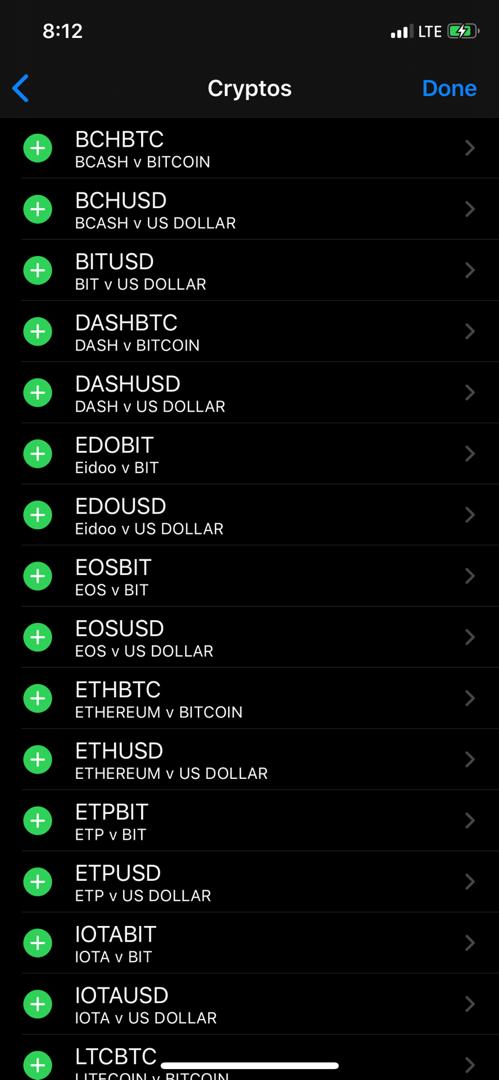 8:12
LTE
Cryptos
Done
BCHBTC
BCASH v BITCOIN
BCHUSD
BCASH v US DOLLAR
BITUSD
BIT v US DOLLAR
DASHBTC
DASH v BITCOIN
DASHUSD
DASH v US DOLLAR
EDOBIT
Eidoo v BIT
EDOUSD
Eidoo v US DOLLAR
EOSBIT
EOS v BIT
EOSUSD
EOS v US DOLLAR
ETHBTC
ETHEREUM v BITCOIN
ETHUSD
ETHEREUM v US DOLLAR
ETPBIT
ETP v BIT
ETPUSD
ETP v US DOLLAR
IOTABIT
IOTA v BIT
IOTAUSD
IOTA v US DOLLAR
LTCBTC
LITECOIN v BITCOIN